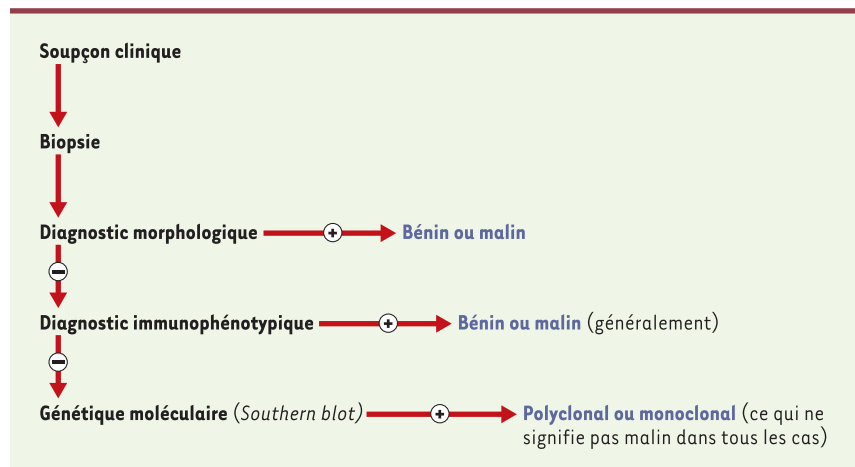 Soupçon clinique
Biopsie
Diagnostic morphologique + Bénin ou malin
−
Diagnostic immunophénotypique + Bénin ou malin (généralement)
−
Génétique moléculaire (Southern blot) + Polyclonal ou monoclonal (ce qui ne
signifie pas malin dans tous les cas)